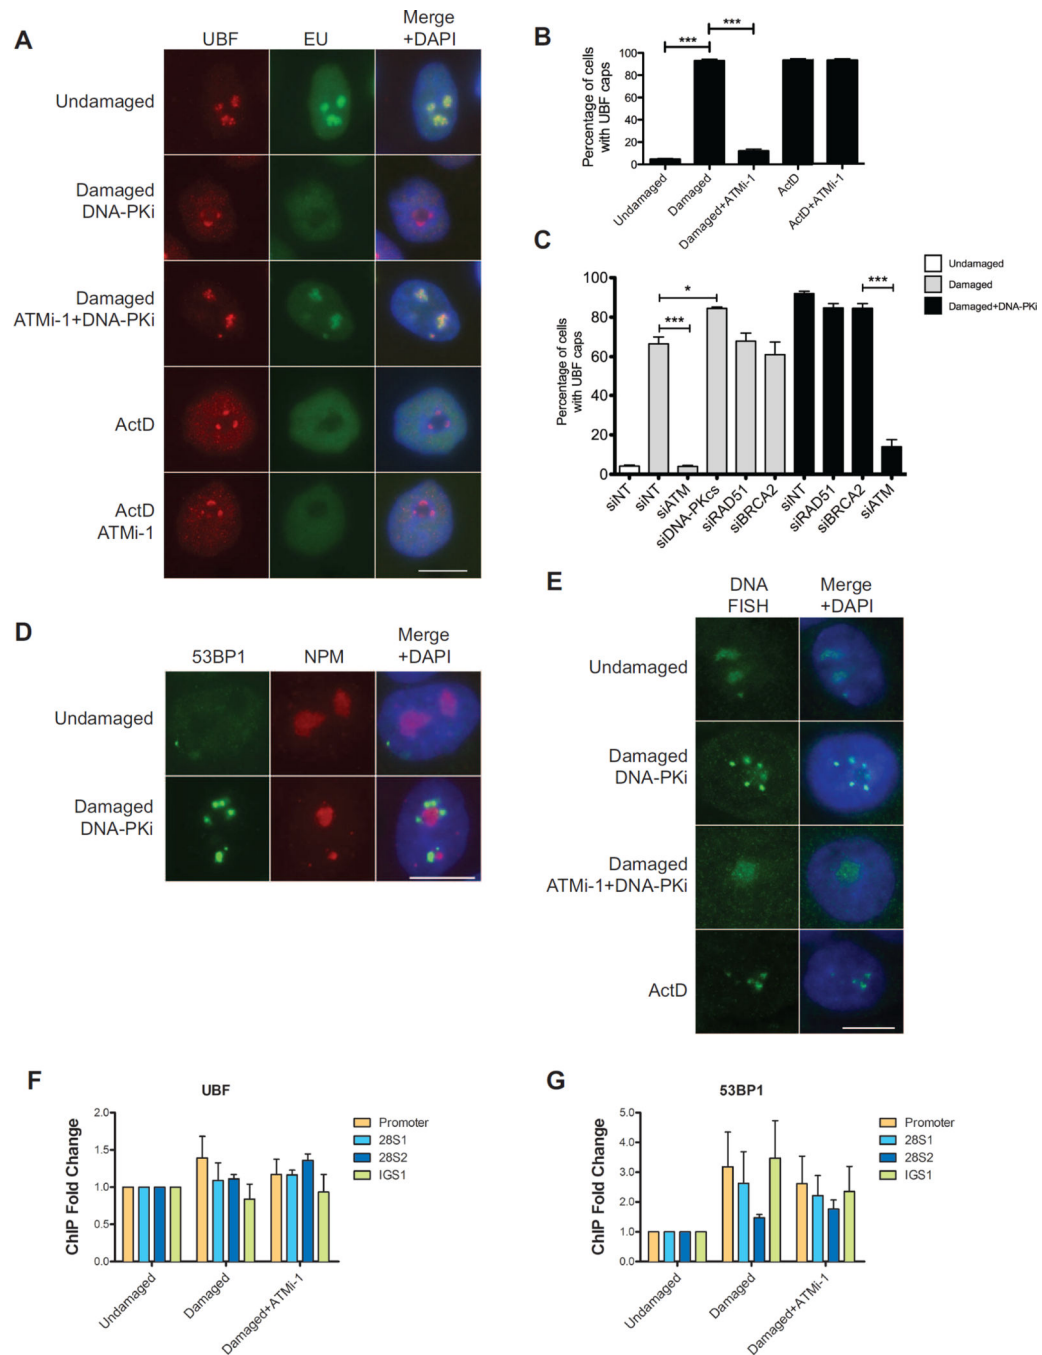 A
UBF
EU
Merge
+DAPI
Undamaged
Damaged
DNA-PKi
Damaged
ATMi-1+DNA-PKi
ActD
ActD
ATMi-1
B
Percentage of cells
with UBF caps
100
80
60
40
20
0
***
***
Undamaged
Damaged
Damaged+ATMi-1
ActD
ActD+ATMi-1
C
Percentage of cells
with UBF caps
100
80
60
40
20
0
*
***
***
Undamaged
Damaged
Damaged+DNA-PKi
siNT
siNT
siATM
siDNA-PKcs
siRAD51
siBRCA2
siNT
siRAD51
siBRCA2
siATM
D
53BP1
NPM
Merge
+DAPI
Undamaged
Damaged
DNA-PKi
E
DNA
FISH
Merge
+DAPI
Undamaged
Damaged
DNA-PKi
Damaged
ATMi-1+DNA-PKi
ActD
F
UBF
ChIP Fold Change
2.0
1.5
1.0
0.5
0.0
Promoter
28S1
28S2
IGS1
Undamaged
Damaged
Damaged+ATMi-1
G
53BP1
ChIP Fold Change
5.0
4.0
3.0
2.0
1.0
0.0
Promoter
28S1
28S2
IGS1
Undamaged
Damaged
Damaged+ATMi-1